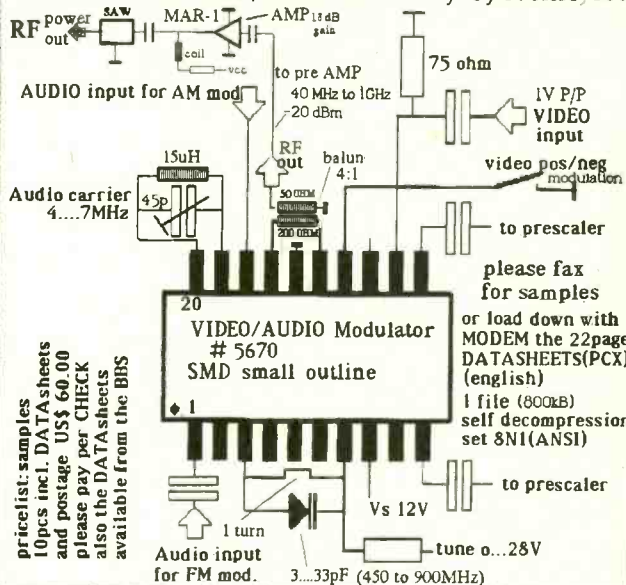 RF power out
SAW
MAR-1
AMP 18dB gain
coil
vcc
AUDIO input for AM mod
to pre AMP
40 MHz to 1GHz
-20 dBm
RF out
75 ohm
1V P/P
VIDEO input
balun 4:1
video pos/neg modulation
15uH
45p
Audio carrier
4....7MHz
50 OHM
200 OHM
to prescaler
20
VIDEO/AUDIO Modulator
# 5670
SMD small outline
1
please fax
for samples
or load down with
MODEM the 22page
DATASHEETS(PCX)
(english)
1 file (800kB)
self decompression
set 8N1(ANSI)
pricelist: samples
10pcs incl. DATAsheets
and postage US$ 60.00
please pay per CHECK
also the DATAsheets
available from the BBS
to prescaler
Vs 12V
1 turn
tune o...28V
Audio input
for FM mod.
3....33pF (450 to 900MHz)